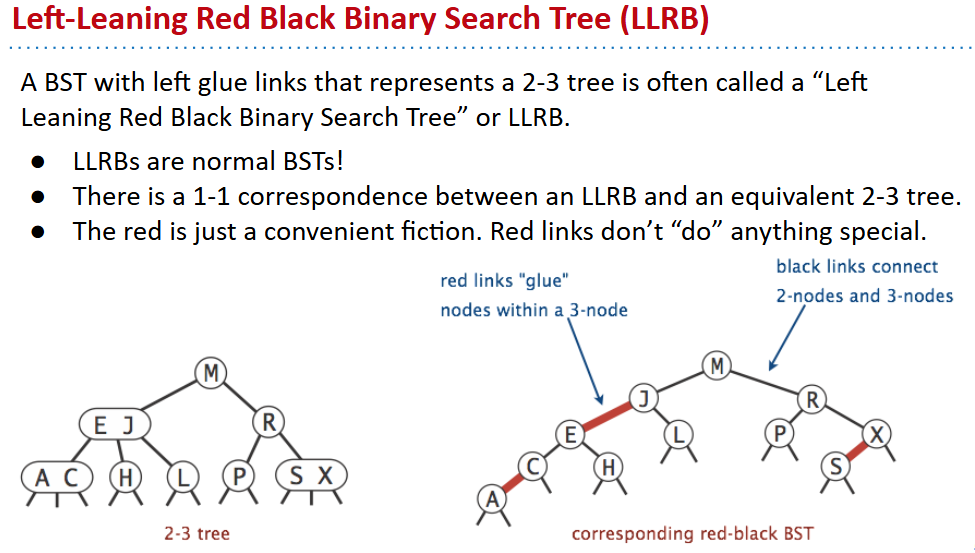 Left-Leaning Red Black Binary Search Tree (LLRB)
A BST with left glue links that represents a 2-3 tree is often called a “Left
Leaning Red Black Binary Search Tree” or LLRB.
● LLRBs are normal BSTs!
● There is a 1-1 correspondence between an LLRB and an equivalent 2-3 tree.
● The red is just a convenient fiction. Red links don’t “do” anything special.
red links "glue"
nodes within a 3-node
black links connect
2-nodes and 3-nodes
M
E J
R
A C
H
L
P
S X
2-3 tree
M
J
R
E
L
P
X
C
H
S
A
corresponding red-black BST